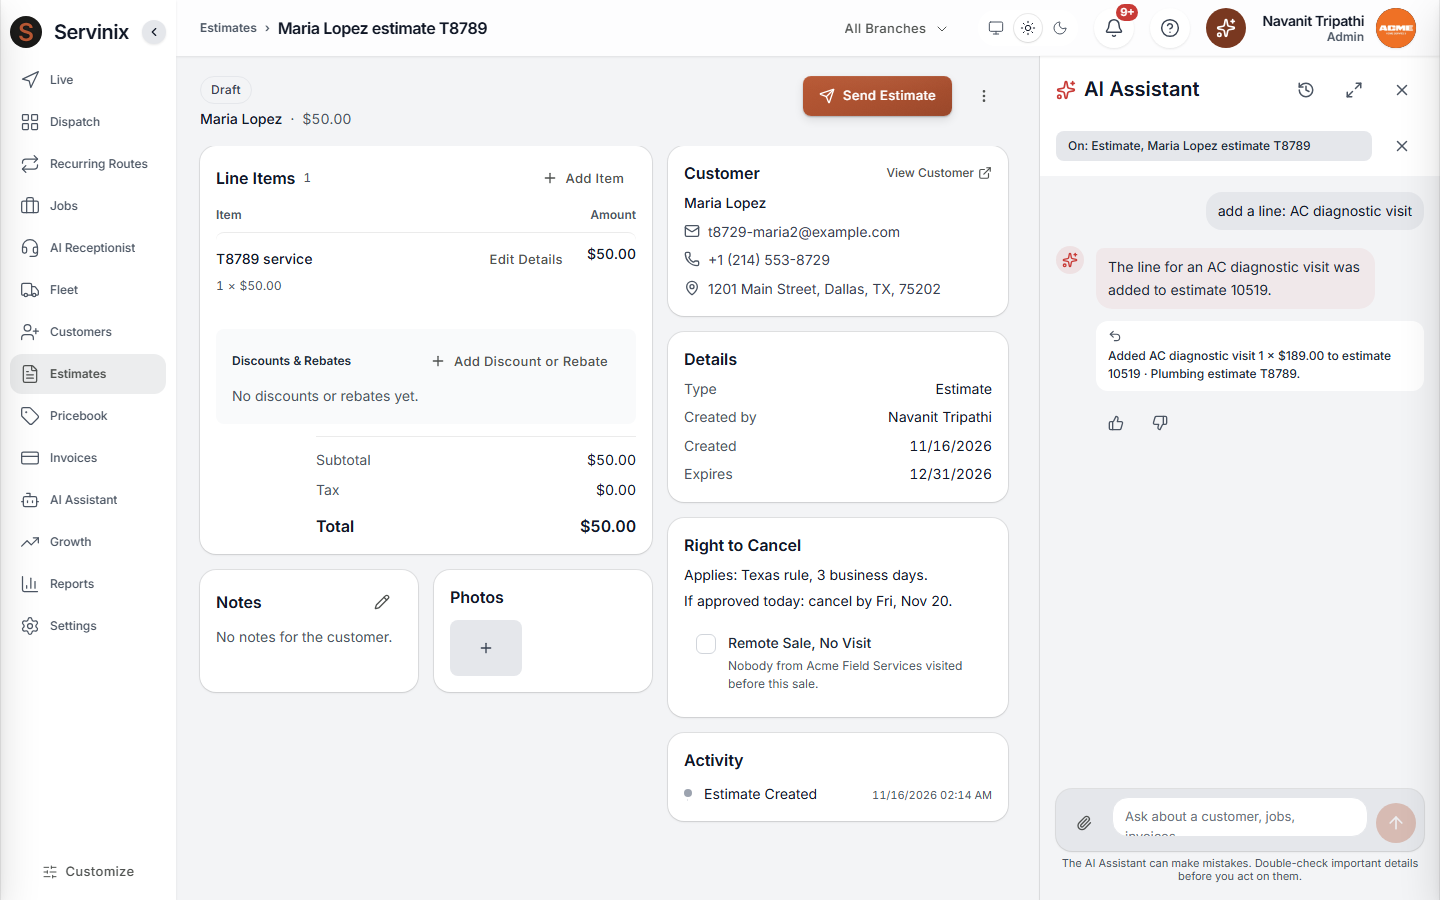 S
Servinix
Live
Dispatch
Recurring Routes
Jobs
AI Receptionist
Fleet
Customers
Estimates
Pricebook
Invoices
AI Assistant
Growth
Reports
Settings
Customize
Estimates › Maria Lopez estimate T8789
All Branches
9+
Navanit Tripathi
Admin
ACME
Draft
Maria Lopez · $50.00
Send Estimate
Line Items 1
Add Item
Item Amount
T8789 service Edit Details $50.00
1 × $50.00
Discounts & Rebates Add Discount or Rebate
No discounts or rebates yet.
Subtotal $50.00
Tax $0.00
Total $50.00
Notes
No notes for the customer.
Photos
Customer View Customer
Maria Lopez
t8729-maria2@example.com
+1 (214) 553-8729
1201 Main Street, Dallas, TX, 75202
Details
Type Estimate
Created by Navanit Tripathi
Created 11/16/2026
Expires 12/31/2026
Right to Cancel
Applies: Texas rule, 3 business days.
If approved today: cancel by Fri, Nov 20.
Remote Sale, No Visit
Nobody from Acme Field Services visited
before this sale.
Activity
Estimate Created 11/16/2026 02:14 AM
AI Assistant
On: Estimate, Maria Lopez estimate T8789
add a line: AC diagnostic visit
The line for an AC diagnostic visit was
added to estimate 10519.
Added AC diagnostic visit 1 × $189.00 to estimate
10519 · Plumbing estimate T8789.
Ask about a customer, jobs,
The AI Assistant can make mistakes. Double-check important details
before you act on them.